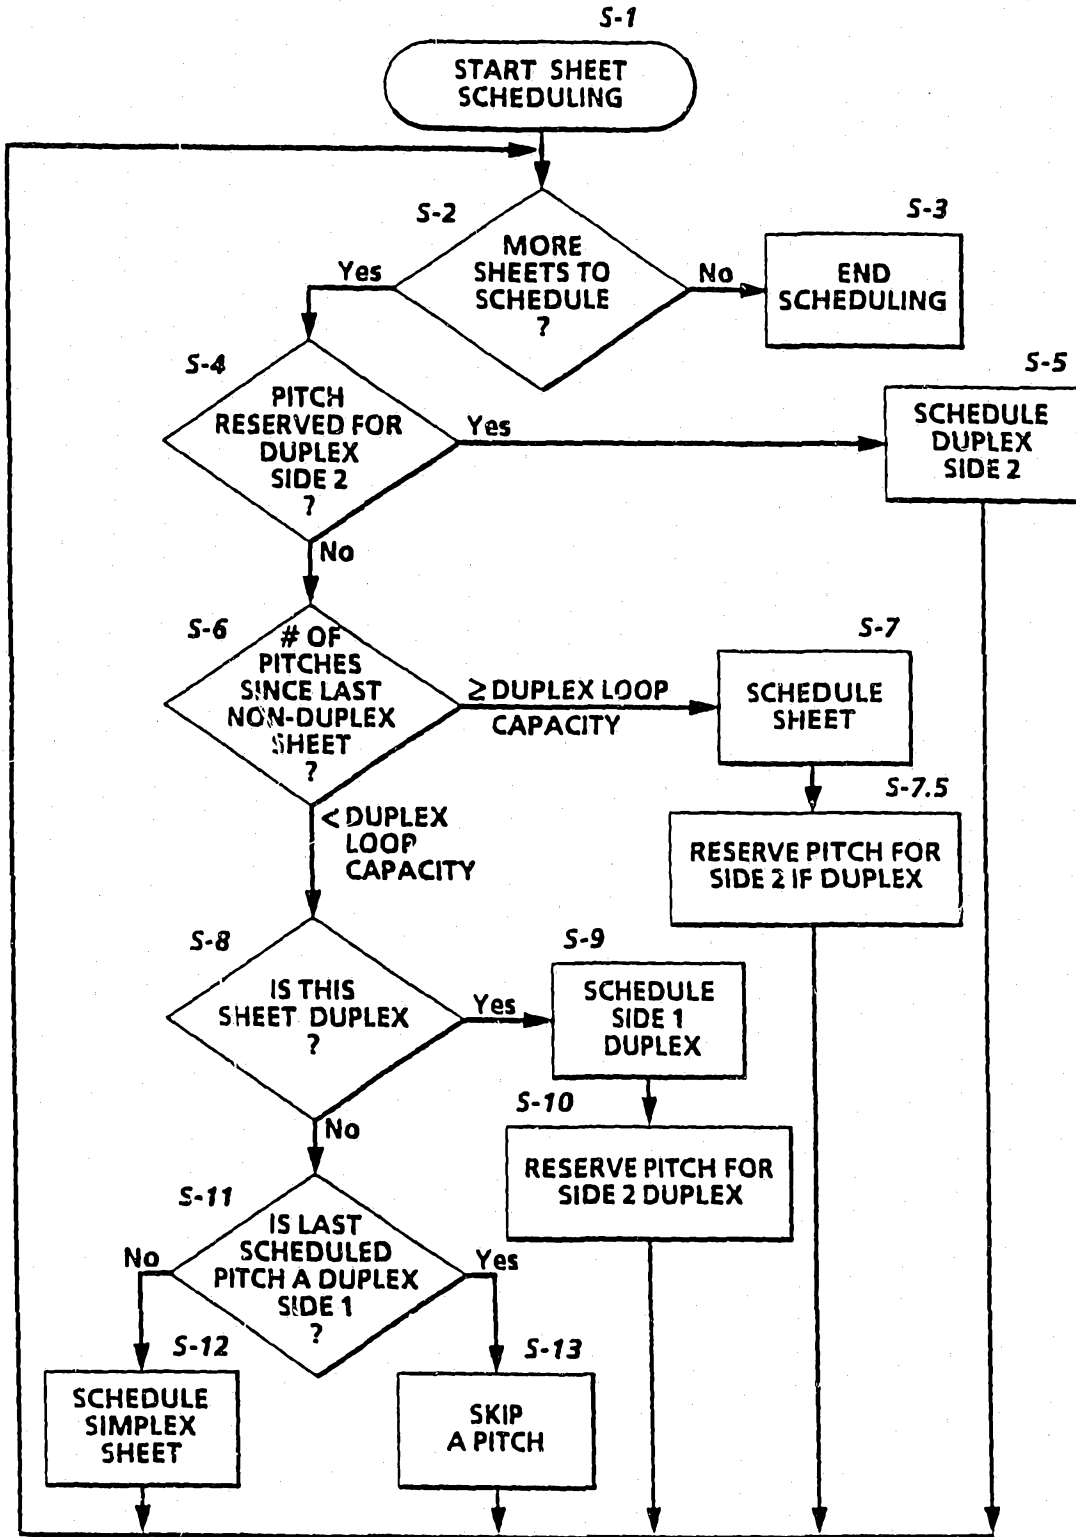 S-1
START SHEET
SCHEDULING
S-2
MORE
SHEETS TO
SCHEDULE
?
Yes
No
S-3
END
SCHEDULING
S-4
PITCH
RESERVED FOR
DUPLEX
SIDE 2
?
Yes
No
S-5
SCHEDULE
DUPLEX
SIDE 2
S-6
# OF
PITCHES
SINCE LAST
NON-DUPLEX
SHEET
?
≥ DUPLEX LOOP
CAPACITY
S-7
SCHEDULE
SHEET
S-7.5
RESERVE PITCH FOR
SIDE 2 IF DUPLEX
< DUPLEX
LOOP
CAPACITY
S-8
IS THIS
SHEET DUPLEX
?
Yes
No
S-9
SCHEDULE
SIDE 1
DUPLEX
S-10
RESERVE PITCH FOR
SIDE 2 DUPLEX
S-11
IS LAST
SCHEDULED
PITCH A DUPLEX
SIDE 1
?
No
Yes
S-12
SCHEDULE
SIMPLEX
SHEET
S-13
SKIP
A PITCH